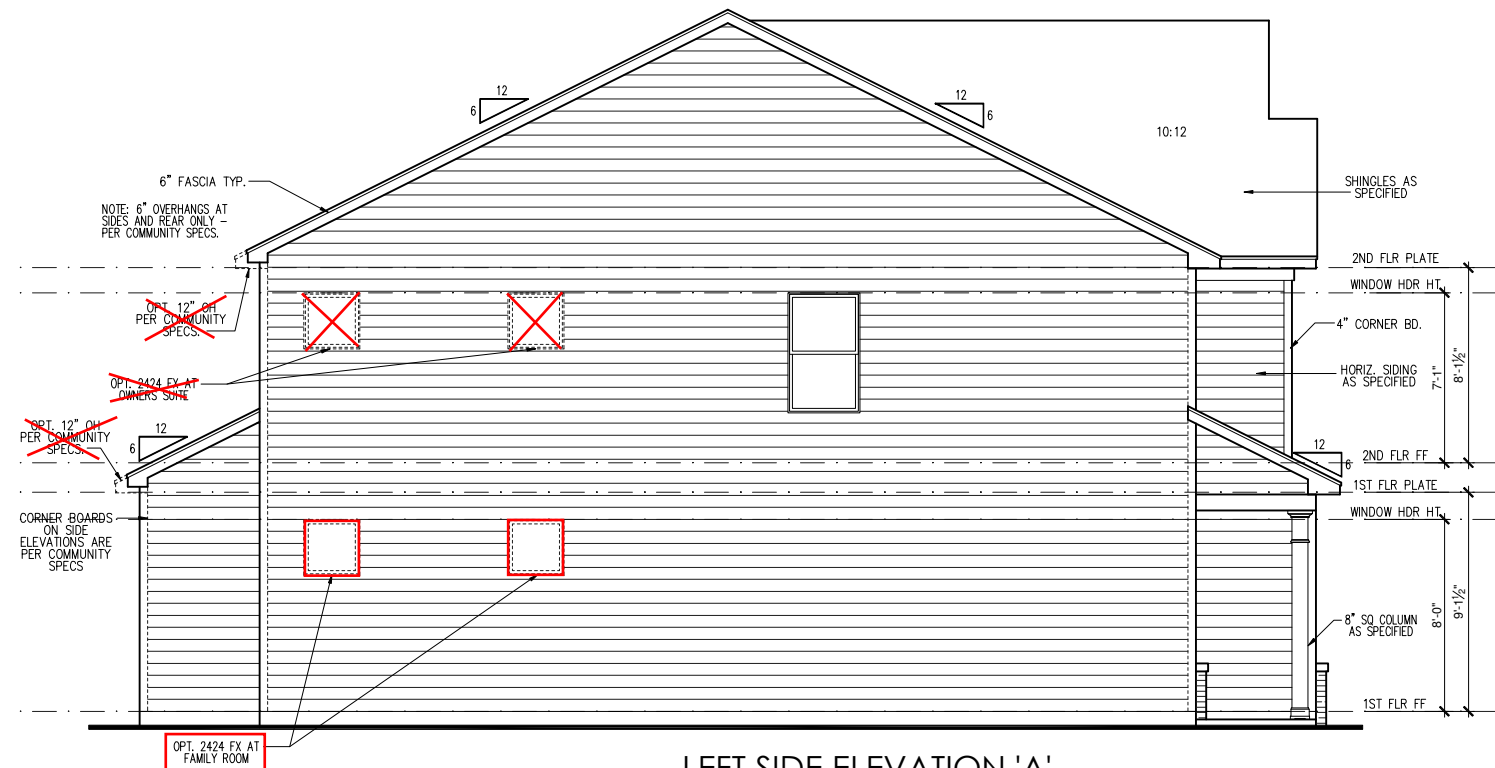 12
6
12
6
10:12
6" FASCIA TYP.
NOTE: 6" OVERHANGS AT
SIDES AND REAR ONLY –
PER COMMUNITY SPECS.
SHINGLES AS
SPECIFIED
2ND FLR PLATE
WINDOW HDR HT
OPT. 12" OH
PER COMMUNITY
SPECS.
4" CORNER BD.
HORIZ. SIDING
AS SPECIFIED
7'-1"
8'-1½"
OPT. 2424 FX AT
OWNERS SUITE
OPT. 12" OH
PER COMMUNITY
SPECS.
12
6
12
6
2ND FLR FF
1ST FLR PLATE
WINDOW HDR HT
CORNER BOARDS
ON SIDE
ELEVATIONS ARE
PER COMMUNITY
SPECS
8" SQ COLUMN
AS SPECIFIED
8'-0"
9'-1½"
1ST FLR FF
OPT. 2424 FX AT
FAMILY ROOM
LEFT SIDE ELEVATION 'A'